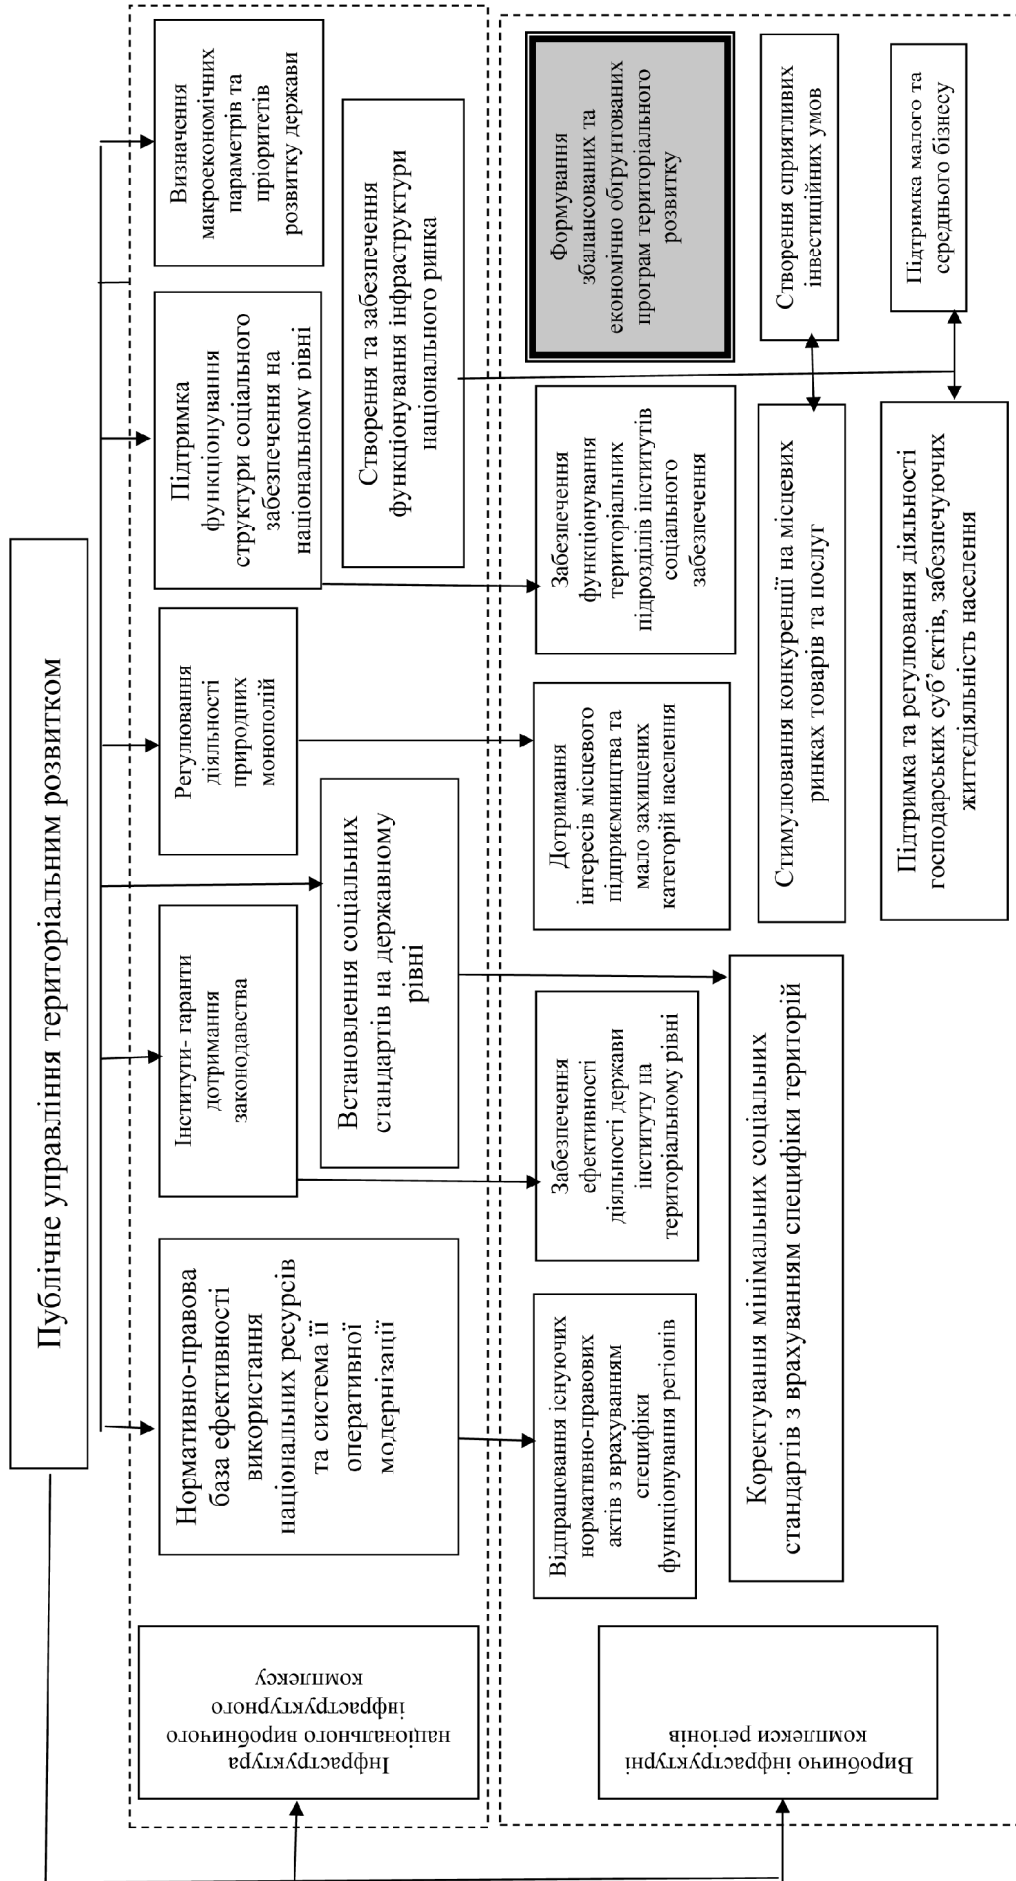 Публічне управління територіальним розвитком
Інфраструктура
національного виробничого
інфраструктурного
комплексу
Нормативно-правова
база ефективності
використання
національних ресурсів
та система її
оперативної
модернізації
Інститути- гаранти
дотримання
законодавства
Встановлення соціальних
стандартів на державному
рівні
Регулювання
діяльності
природних
монополій
Підтримка
функціонування
структури соціального
забезпечення на
національному рівні
Створення та забезпечення
функціонування інфраструктури
національного ринка
Визначення
макроекономічних
параметрів та
пріоритетів
розвитку держави
Виробничо інфраструктурні
комплекси регіонів
Відпрацювання існуючих
нормативно-правових
актів з врахуванням
специфіки
функціонування регіонів
Забезпечення
ефективності
діяльності держави
інституту на
територіальному рівні
Коректування мінімальних соціальних
стандартів з врахуванням специфіки територій
Дотримання
інтересів місцевого
підприємництва та
мало захищених
категорій населення
Забезпечення
функціонування
територіальних
підрозділів інститутів
соціального
забезпечення
Формування
збалансованих та
економічно обґрунтованих
програм територіального
розвитку
Стимулювання конкуренції на місцевих
ринках товарів та послуг
Створення сприятливих
інвестиційних умов
Підтримка та регулювання діяльності
господарських суб’єктів, забезпечуючих
життєдіяльність населення
Підтримка малого та
середнього бізнесу